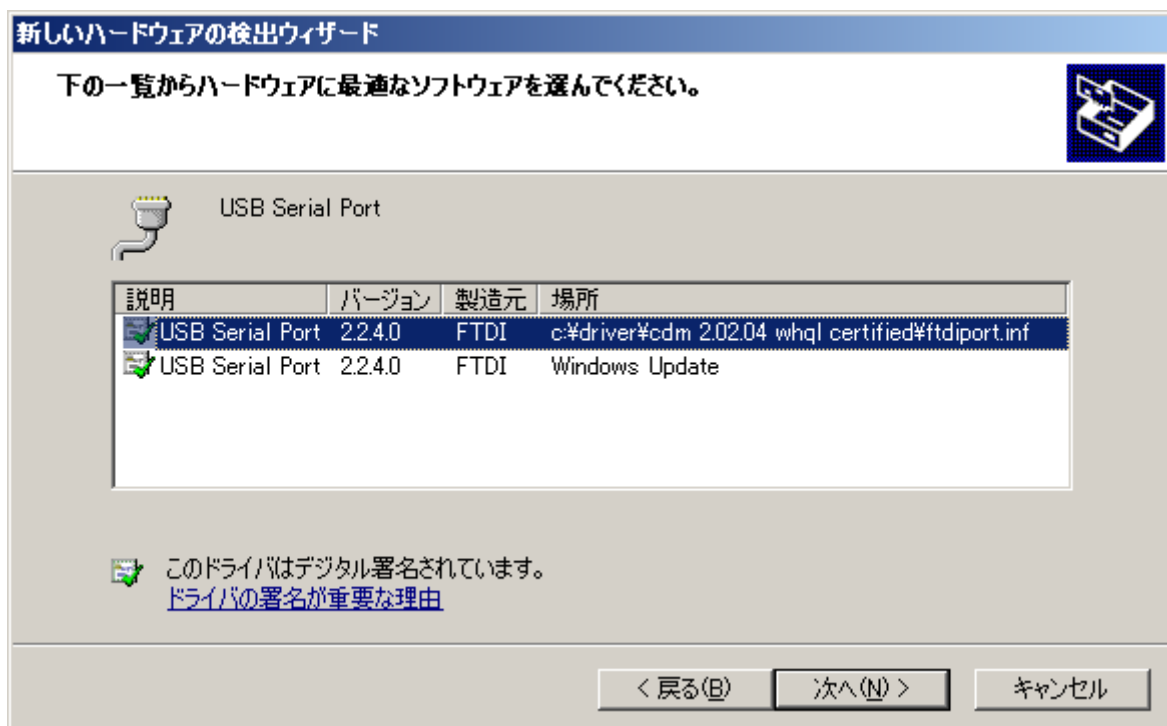 新しいハードウェアの検出ウィザード
下の一覧からハードウェアに最適なソフトウェアを選んでください。
USB Serial Port
説明 バージョン 製造元 場所
USB Serial Port 2.2.4.0 FTDI c:¥driver¥cdm 2.02.04 whql certified¥ftdiport.inf
USB Serial Port 2.2.4.0 FTDI Windows Update
このドライバはデジタル署名されています。
ドライバの署名が重要な理由
< 戻る(B) 次へ(N) > キャンセル